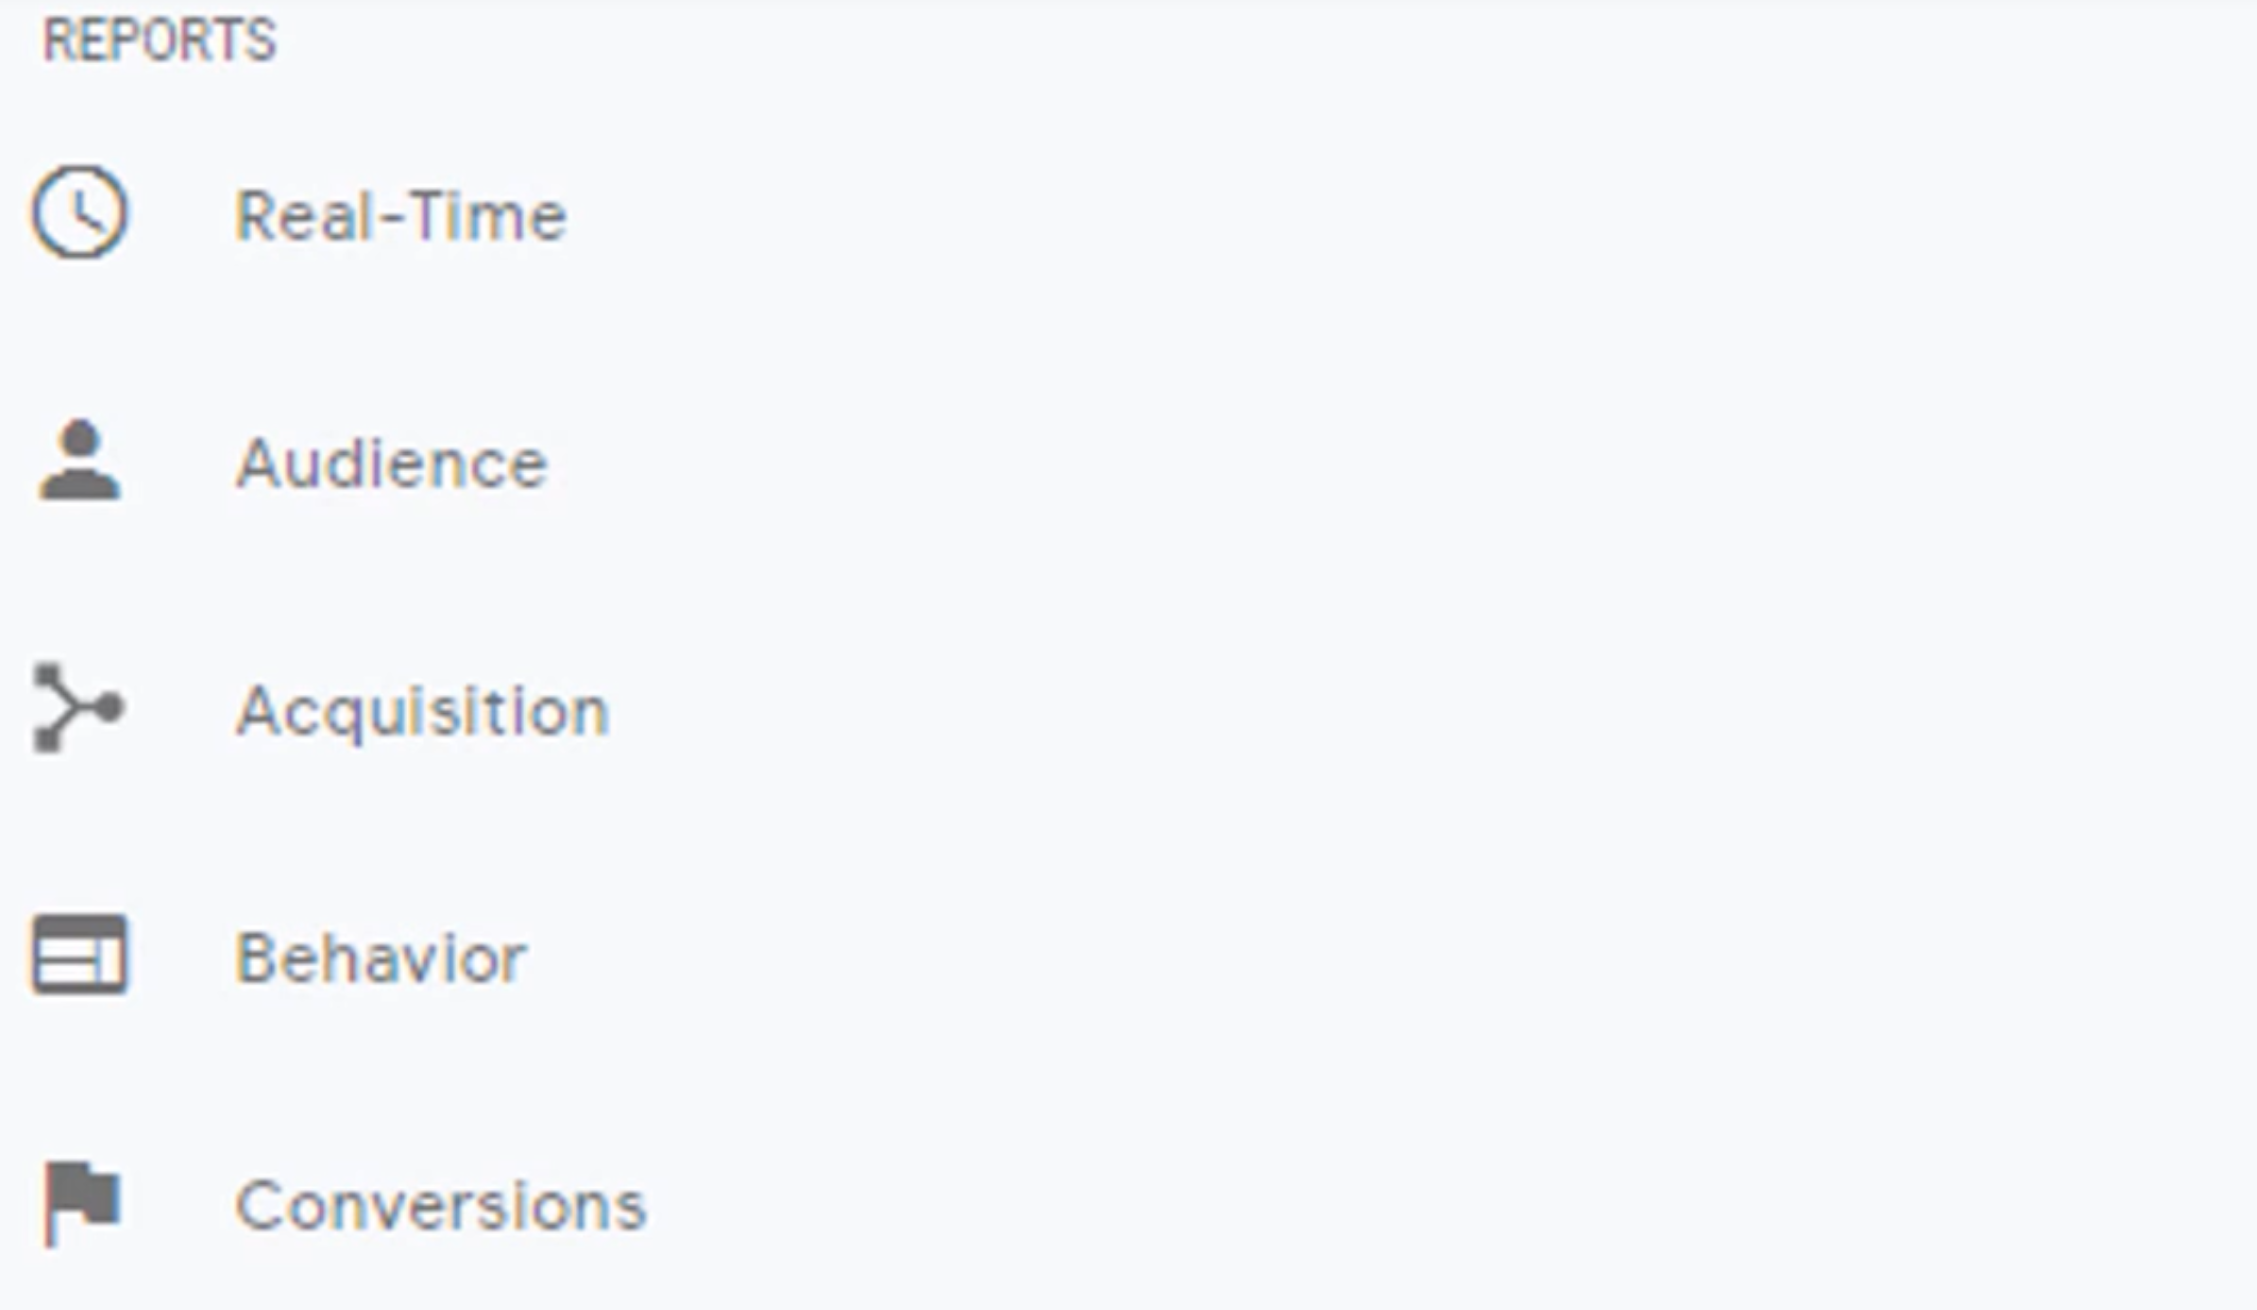 REPORTS
Real-Time
Audience
Acquisition
Behavior
Conversions